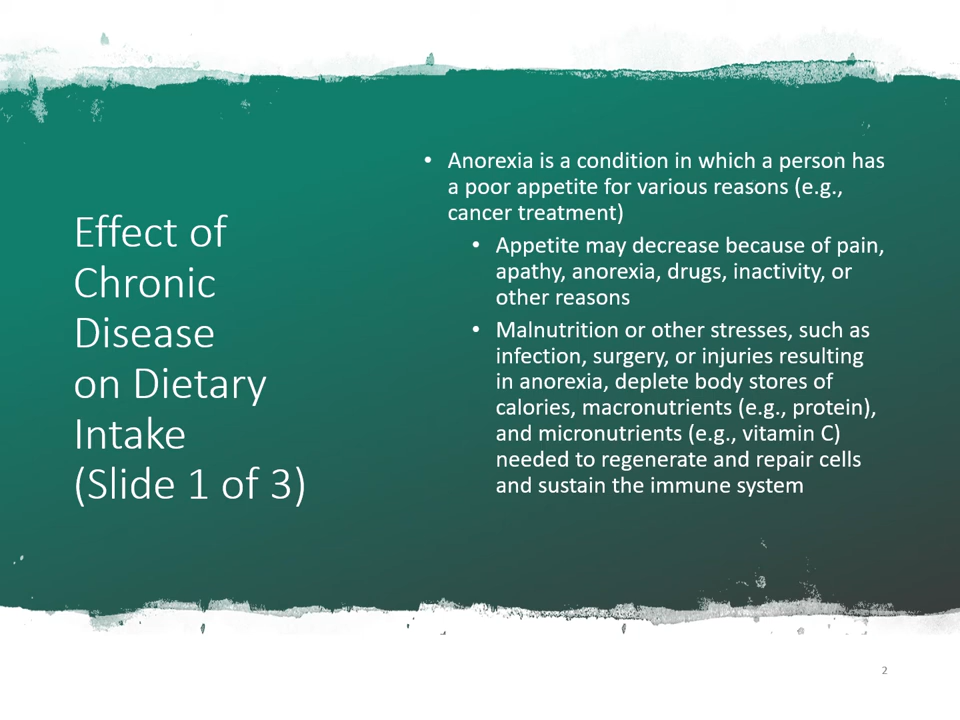 Effect of
Chronic
Disease
on Dietary
Intake
(Slide 1 of 3)
• Anorexia is a condition in which a person has
a poor appetite for various reasons (e.g.,
cancer treatment)
• Appetite may decrease because of pain,
apathy, anorexia, drugs, inactivity, or
other reasons
• Malnutrition or other stresses, such as
infection, surgery, or injuries resulting
in anorexia, deplete body stores of
calories, macronutrients (e.g., protein),
and micronutrients (e.g., vitamin C)
needed to regenerate and repair cells
and sustain the immune system
2